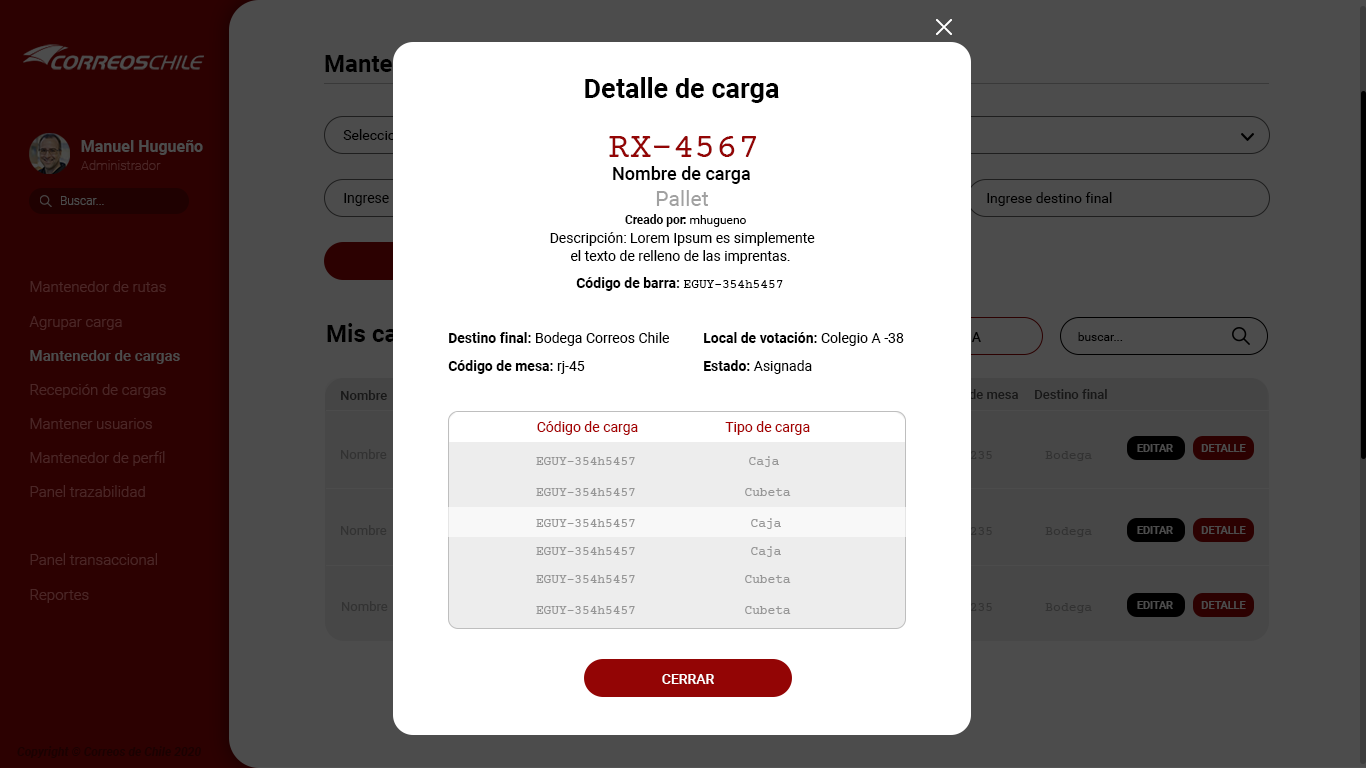 CORREOSCHILE
Manuel Hugueño
Administrador
Buscar...
Mantenedor de rutas
Agrupar carga
Mantenedor de cargas
Recepción de cargas
Mantener usuarios
Mantenedor de perfíl
Panel trazabilidad
Panel transaccional
Reportes
Detalle de carga
RX-4567
Nombre de carga
Pallet
Creado por: mhugueno
Descripción: Lorem Ipsum es simplemente
el texto de relleno de las imprentas.
Código de barra: EGUY-354h5457
Destino final: Bodega Correos Chile Local de votación: Colegio A -38
Código de mesa: rj-45 Estado: Asignada
Código de carga Tipo de carga
EGUY-354h5457 Caja
EGUY-354h5457 Cubeta
EGUY-354h5457 Caja
EGUY-354h5457 Caja
EGUY-354h5457 Cubeta
EGUY-354h5457 Cubeta
CERRAR
Ingrese
Ingrese destino final
Mis
buscar...
Nombre de mesa Destino final
Nombre 235 Bodega EDITAR DETALLE
Nombre 235 Bodega EDITAR DETALLE
Nombre 235 Bodega EDITAR DETALLE